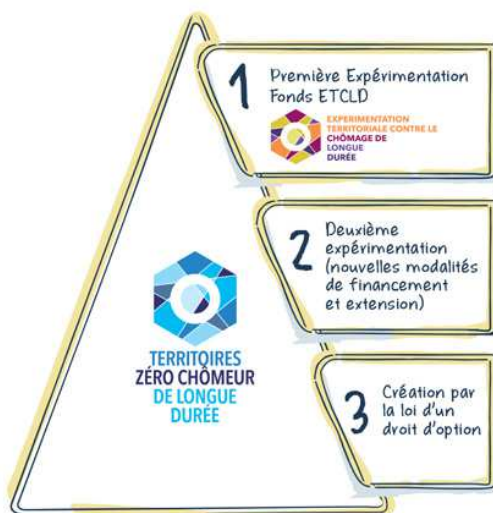 1
Première Expérimentation
Fonds ETCLD
EXPERIMENTATION
TERRITORIALE CONTRE LE
CHÔMAGE DE
LONGUE
DURÉE
2
Deuxième
expérimentation
(nouvelles modalités
de financement
et extension)
TERRITOIRES
ZÉRO CHÔMEUR
DE LONGUE
DURÉE
3
Création par
la loi d'un
droit d'option